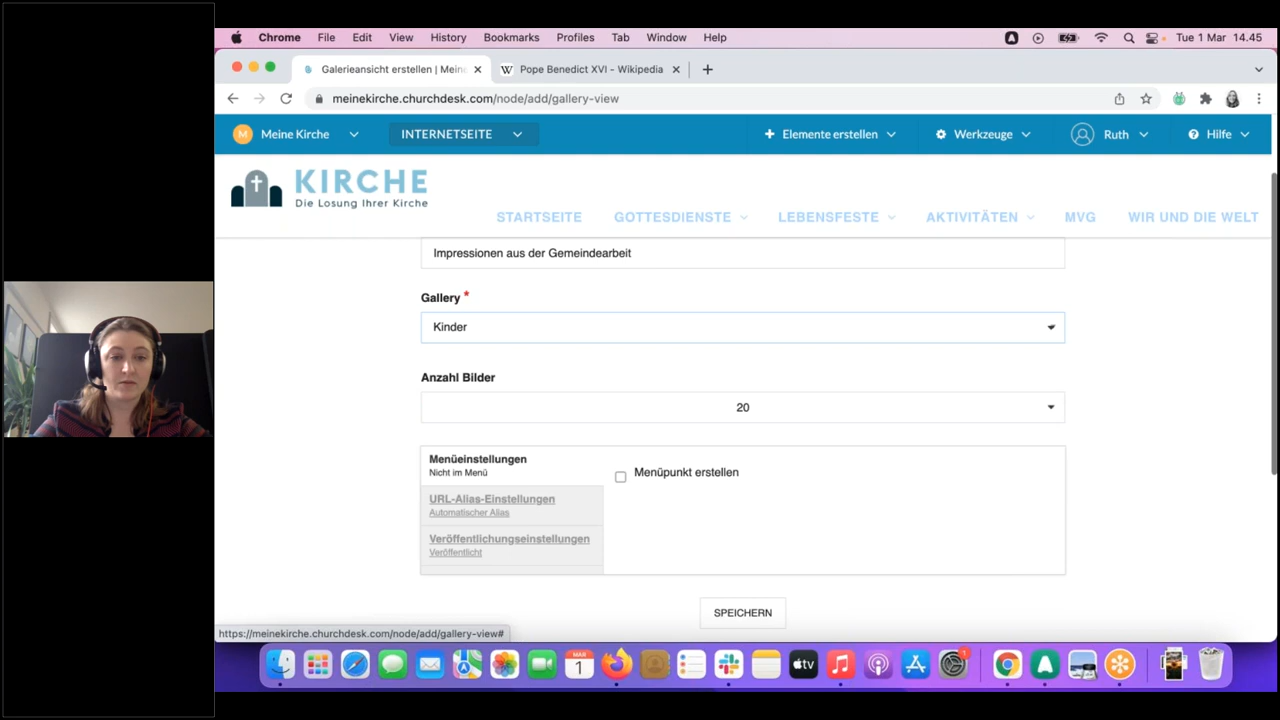 Chrome File Edit View History Bookmarks Profiles Tab Window Help Tue 1 Mar 14.45
Galerieansicht erstellen | Meine Pope Benedict XVI - Wikipedia
meinekirche.churchdesk.com/node/add/gallery-view
M Meine Kirche INTERNETSEITE Elemente erstellen Werkzeuge Ruth Hilfe
KIRCHE
Die Losung Ihrer Kirche
STARTSEITE GOTTESDIENSTE LEBENSFESTE AKTIVITÄTEN MVG WIR UND DIE WELT
Impressionen aus der Gemeindearbeit
Gallery *
Kinder
Anzahl Bilder
20
Menüeinstellungen
Nicht im Menü
Menüpunkt erstellen
URL-Alias-Einstellungen
Automatischer Alias
Veröffentlichungseinstellungen
Veröffentlicht
SPEICHERN
https://meinekirche.churchdesk.com/node/add/gallery-view#
MAR
1
tv
1